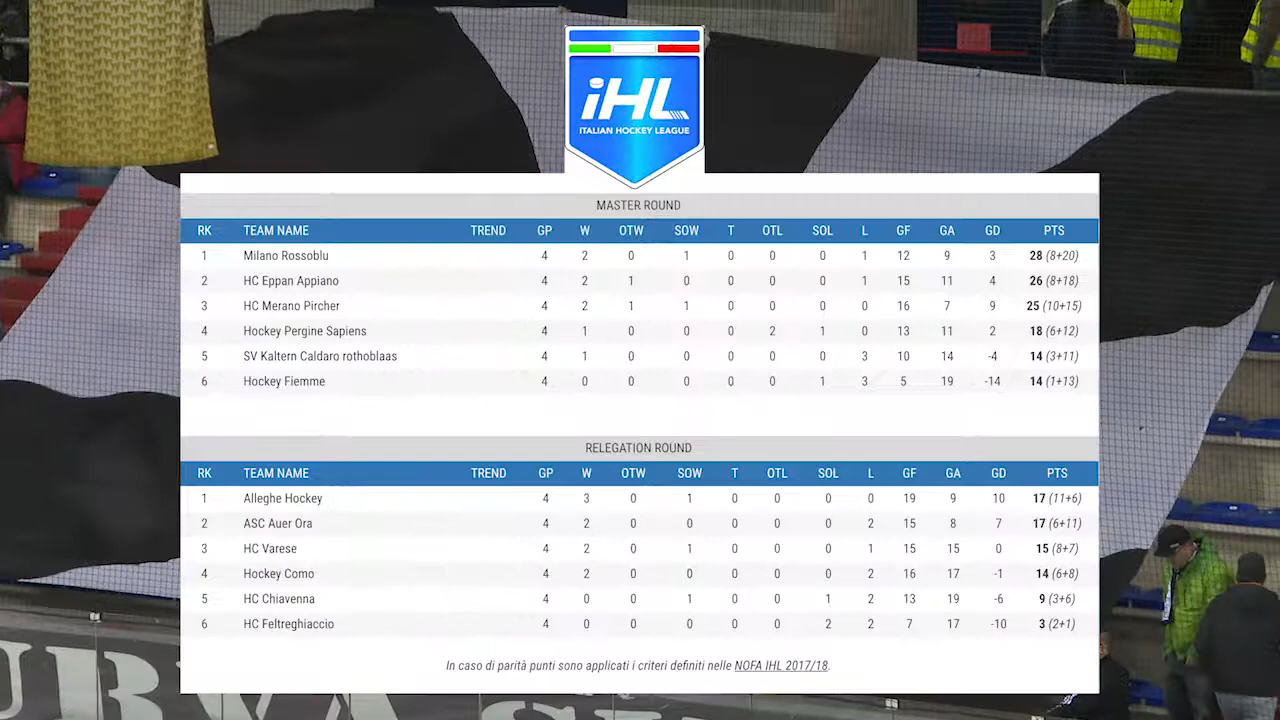 iHL
ITALIAN HOCKEY LEAGUE
MASTER ROUND
RK TEAM NAME TREND GP W OTW SOW T OTL SOL L GF GA GD PTS
1 Milano Rossoblu 4 2 0 1 0 0 0 1 12 9 3 28 (8+20)
2 HC Eppan Appiano 4 2 1 0 0 0 0 1 15 11 4 26 (8+18)
3 HC Merano Pircher 4 2 1 1 0 0 0 0 16 7 9 25 (10+15)
4 Hockey Pergine Sapiens 4 1 0 0 0 2 1 0 13 11 2 18 (6+12)
5 SV Kaltern Caldaro rothoblaas 4 1 0 0 0 0 0 3 10 14 -4 14 (3+11)
6 Hockey Fiemme 4 0 0 0 0 0 1 3 5 19 -14 14 (1+13)
RELEGATION ROUND
RK TEAM NAME TREND GP W OTW SOW T OTL SOL L GF GA GD PTS
1 Alleghe Hockey 4 3 0 1 0 0 0 0 19 9 10 17 (11+6)
2 ASC Auer Ora 4 2 0 0 0 0 0 2 15 8 7 17 (6+11)
3 HC Varese 4 2 0 1 0 0 0 1 15 15 0 15 (8+7)
4 Hockey Como 4 2 0 0 0 0 0 2 16 17 -1 14 (6+8)
5 HC Chiavenna 4 0 0 1 0 0 1 2 13 19 -6 9 (3+6)
6 HC Feltreghiaccio 4 0 0 0 0 0 2 2 7 17 -10 3 (2+1)
In caso di parità punti sono applicati i criteri definiti nelle NOFA IHL 2017/18.